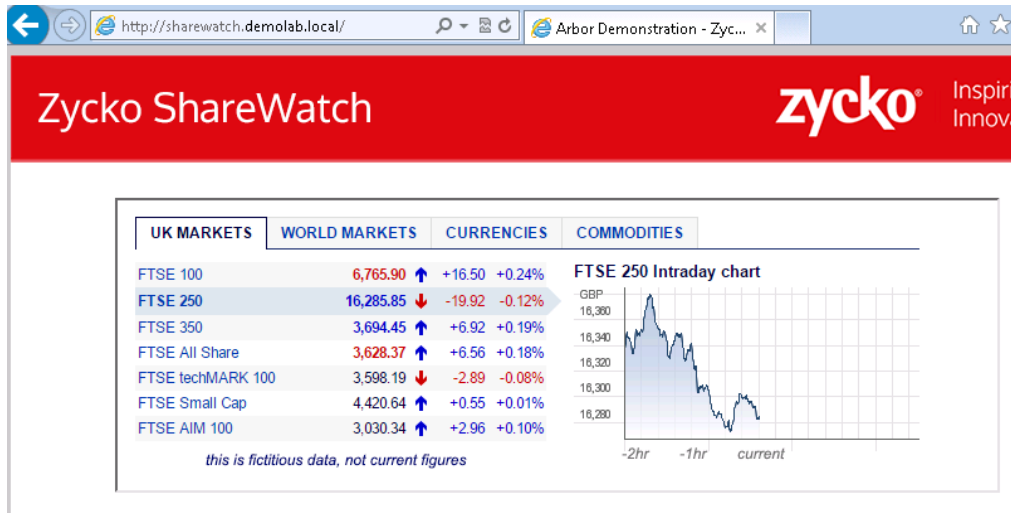 http://sharewatch.demolab.local/
Arbor Demonstration - Zyc...
Zycko ShareWatch
zycko®
Inspiri
Innova
UK MARKETS WORLD MARKETS CURRENCIES COMMODITIES
FTSE 100 6,765.90 +16.50 +0.24%
FTSE 250 16,285.85 -19.92 -0.12%
FTSE 350 3,694.45 +6.92 +0.19%
FTSE All Share 3,628.37 +6.56 +0.18%
FTSE techMARK 100 3,598.19 -2.89 -0.08%
FTSE Small Cap 4,420.64 +0.55 +0.01%
FTSE AIM 100 3,030.34 +2.96 +0.10%
this is fictitious data, not current figures
FTSE 250 Intraday chart
GBP
16,360
16,340
16,320
16,300
16,280
-2hr -1hr current